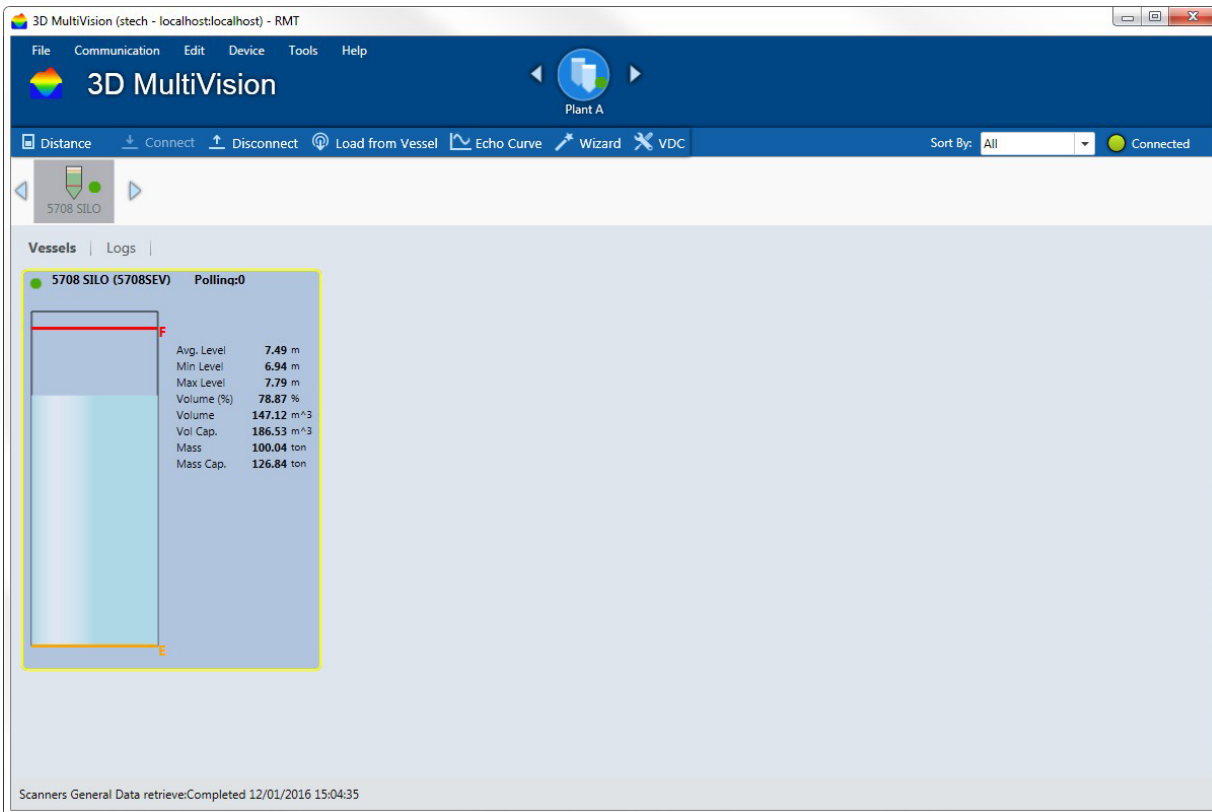 3D MultiVision (stech - localhost:localhost) - RMT
File Communication Edit Device Tools Help
3D MultiVision
Plant A
Distance Connect Disconnect Load from Vessel Echo Curve Wizard VDC Sort By: All Connected
5708 SILO
Vessels | Logs |
5708 SILO (5708SEV) Polling:0
F
Avg. Level 7.49 m
Min Level 6.94 m
Max Level 7.79 m
Volume (%) 78.87 %
Volume 147.12 m^3
Vol Cap. 186.53 m^3
Mass 100.04 ton
Mass Cap. 126.84 ton
E
Scanners General Data retrieve:Completed 12/01/2016 15:04:35